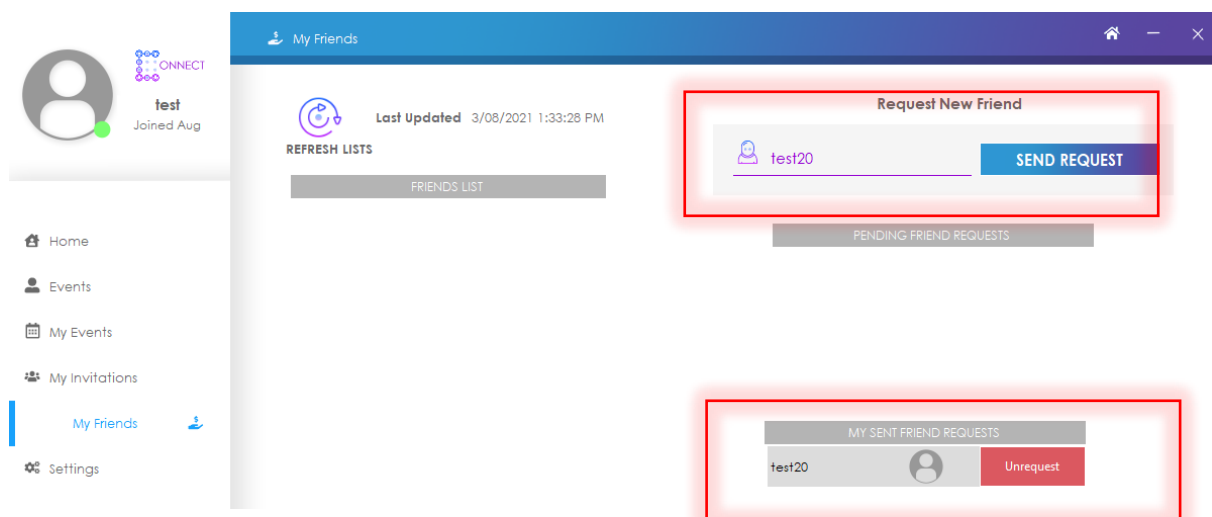 ONNECT
test
Joined Aug
Home
Events
My Events
My Invitations
My Friends
Settings
My Friends
Last Updated 3/08/2021 1:33:28 PM
REFRESH LISTS
FRIENDS LIST
Request New Friend
test20
SEND REQUEST
PENDING FRIEND REQUESTS
MY SENT FRIEND REQUESTS
test20
Unrequest